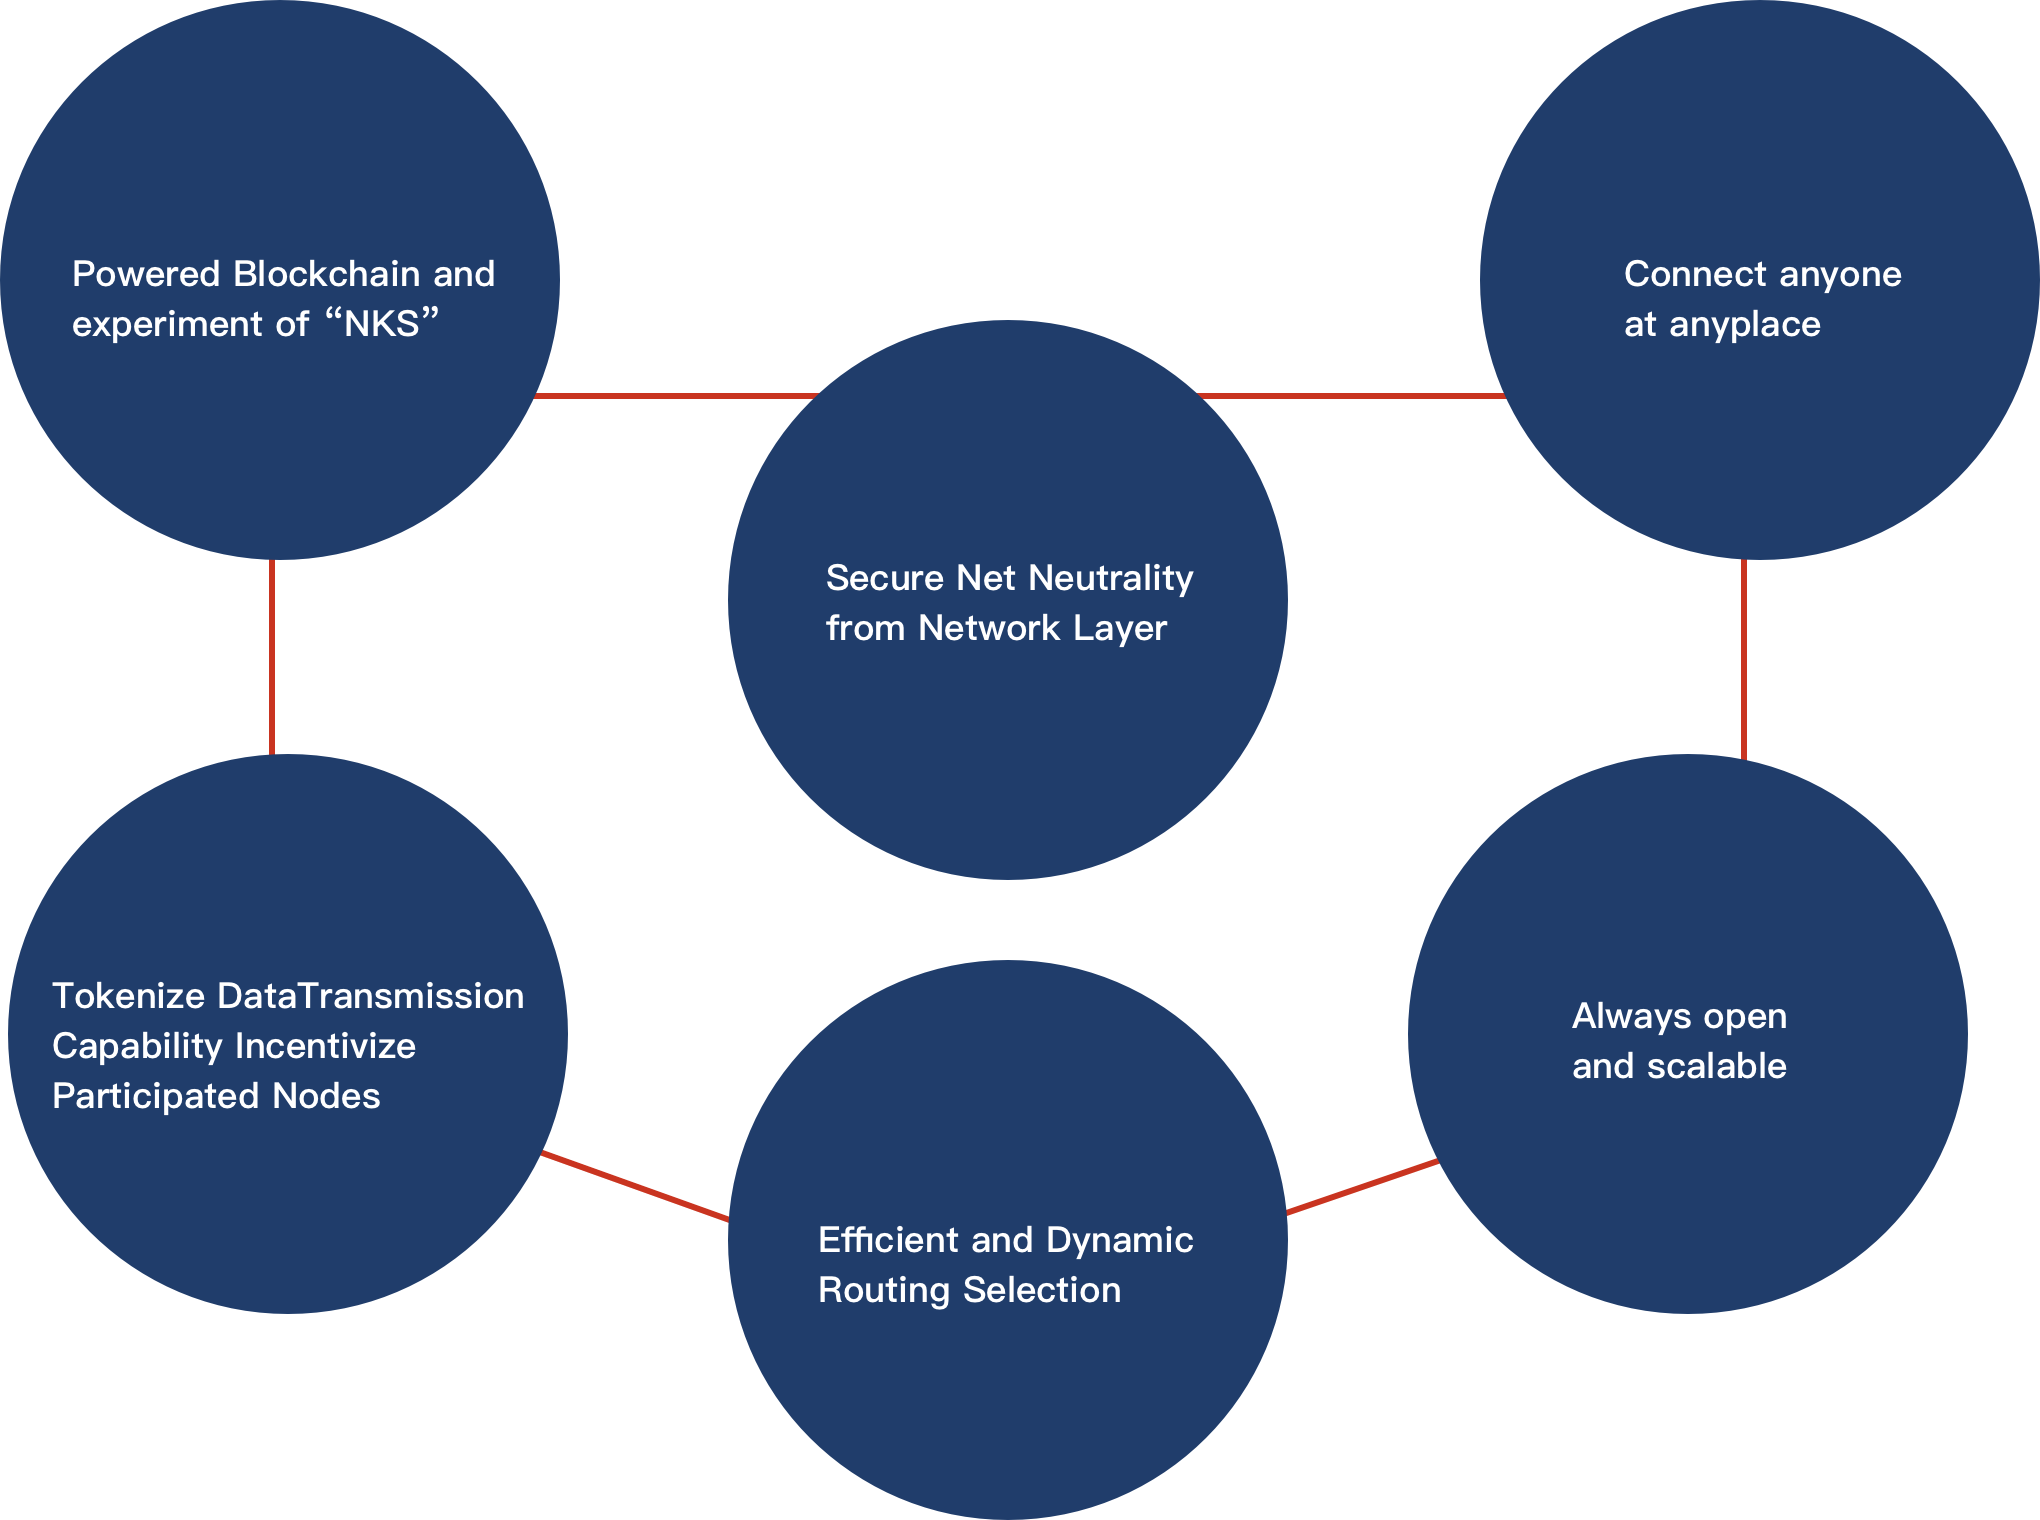 Powered Blockchain and
experiment of “NKS”
Connect anyone
at anyplace
Secure Net Neutrality
from Network Layer
Tokenize DataTransmission
Capability Incentivize
Participated Nodes
Always open
and scalable
Efficient and Dynamic
Routing Selection